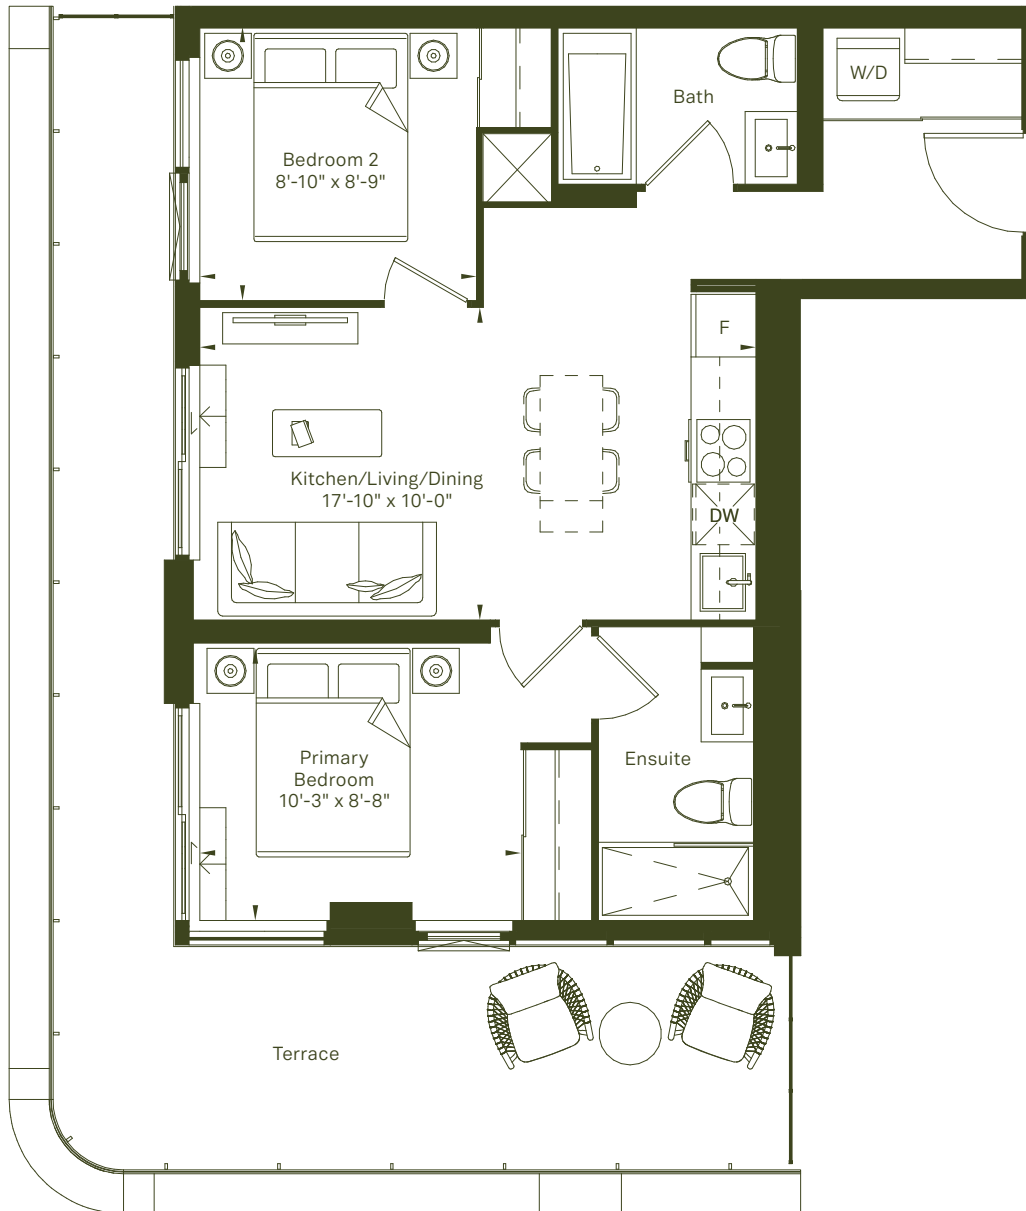 W/D
Bath
Bedroom 2
8'-10" x 8'-9"
F
Kitchen/Living/Dining
17'-10" x 10'-0"
DW
Primary
Bedroom
10'-3" x 8'-8"
Ensuite
Terrace